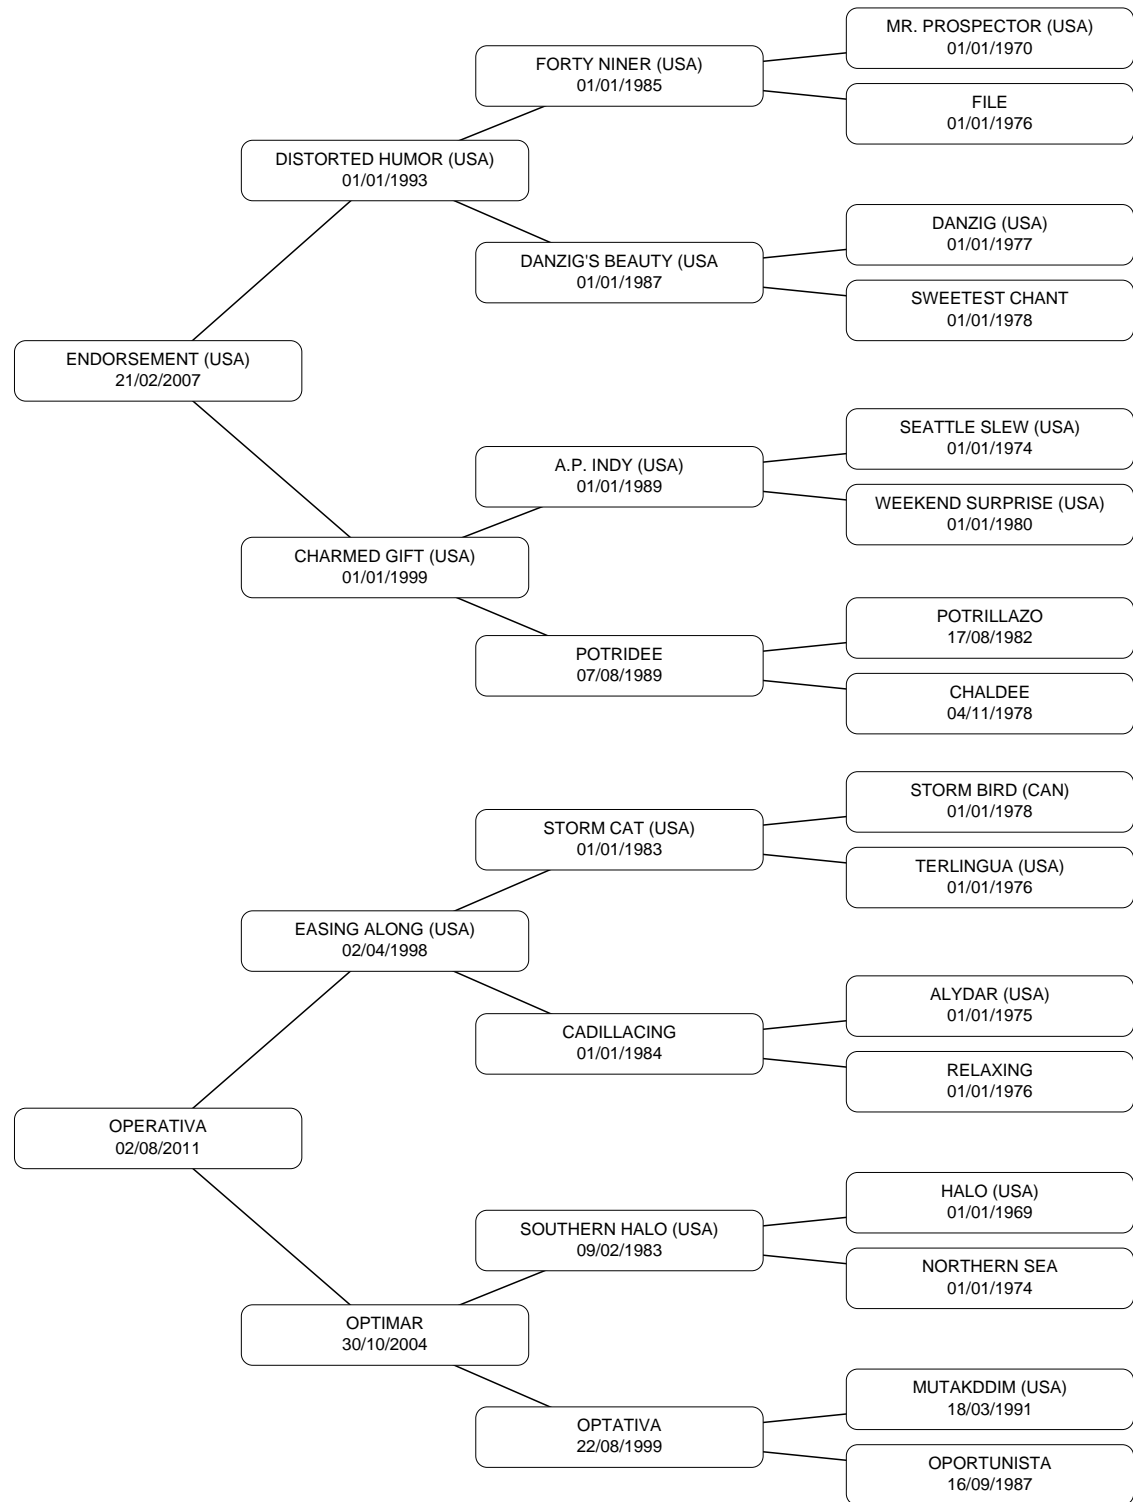 MR. PROSPECTOR (USA)
01/01/1970
FORTY NINER (USA)
01/01/1985
FILE
01/01/1976
DISTORTED HUMOR (USA)
01/01/1993
DANZIG (USA)
01/01/1977
DANZIG'S BEAUTY (USA
01/01/1987
SWEETEST CHANT
01/01/1978
ENDORSEMENT (USA)
21/02/2007
SEATTLE SLEW (USA)
01/01/1974
A.P. INDY (USA)
01/01/1989
WEEKEND SURPRISE (USA)
01/01/1980
CHARMED GIFT (USA)
01/01/1999
POTRILLAZO
17/08/1982
POTRIDEE
07/08/1989
CHALDEE
04/11/1978
STORM BIRD (CAN)
01/01/1978
STORM CAT (USA)
01/01/1983
TERLINGUA (USA)
01/01/1976
EASING ALONG (USA)
02/04/1998
ALYDAR (USA)
01/01/1975
CADILLACING
01/01/1984
RELAXING
01/01/1976
OPERATIVA
02/08/2011
HALO (USA)
01/01/1969
SOUTHERN HALO (USA)
09/02/1983
NORTHERN SEA
01/01/1974
OPTIMAR
30/10/2004
MUTAKDDIM (USA)
18/03/1991
OPTATIVA
22/08/1999
OPORTUNISTA
16/09/1987